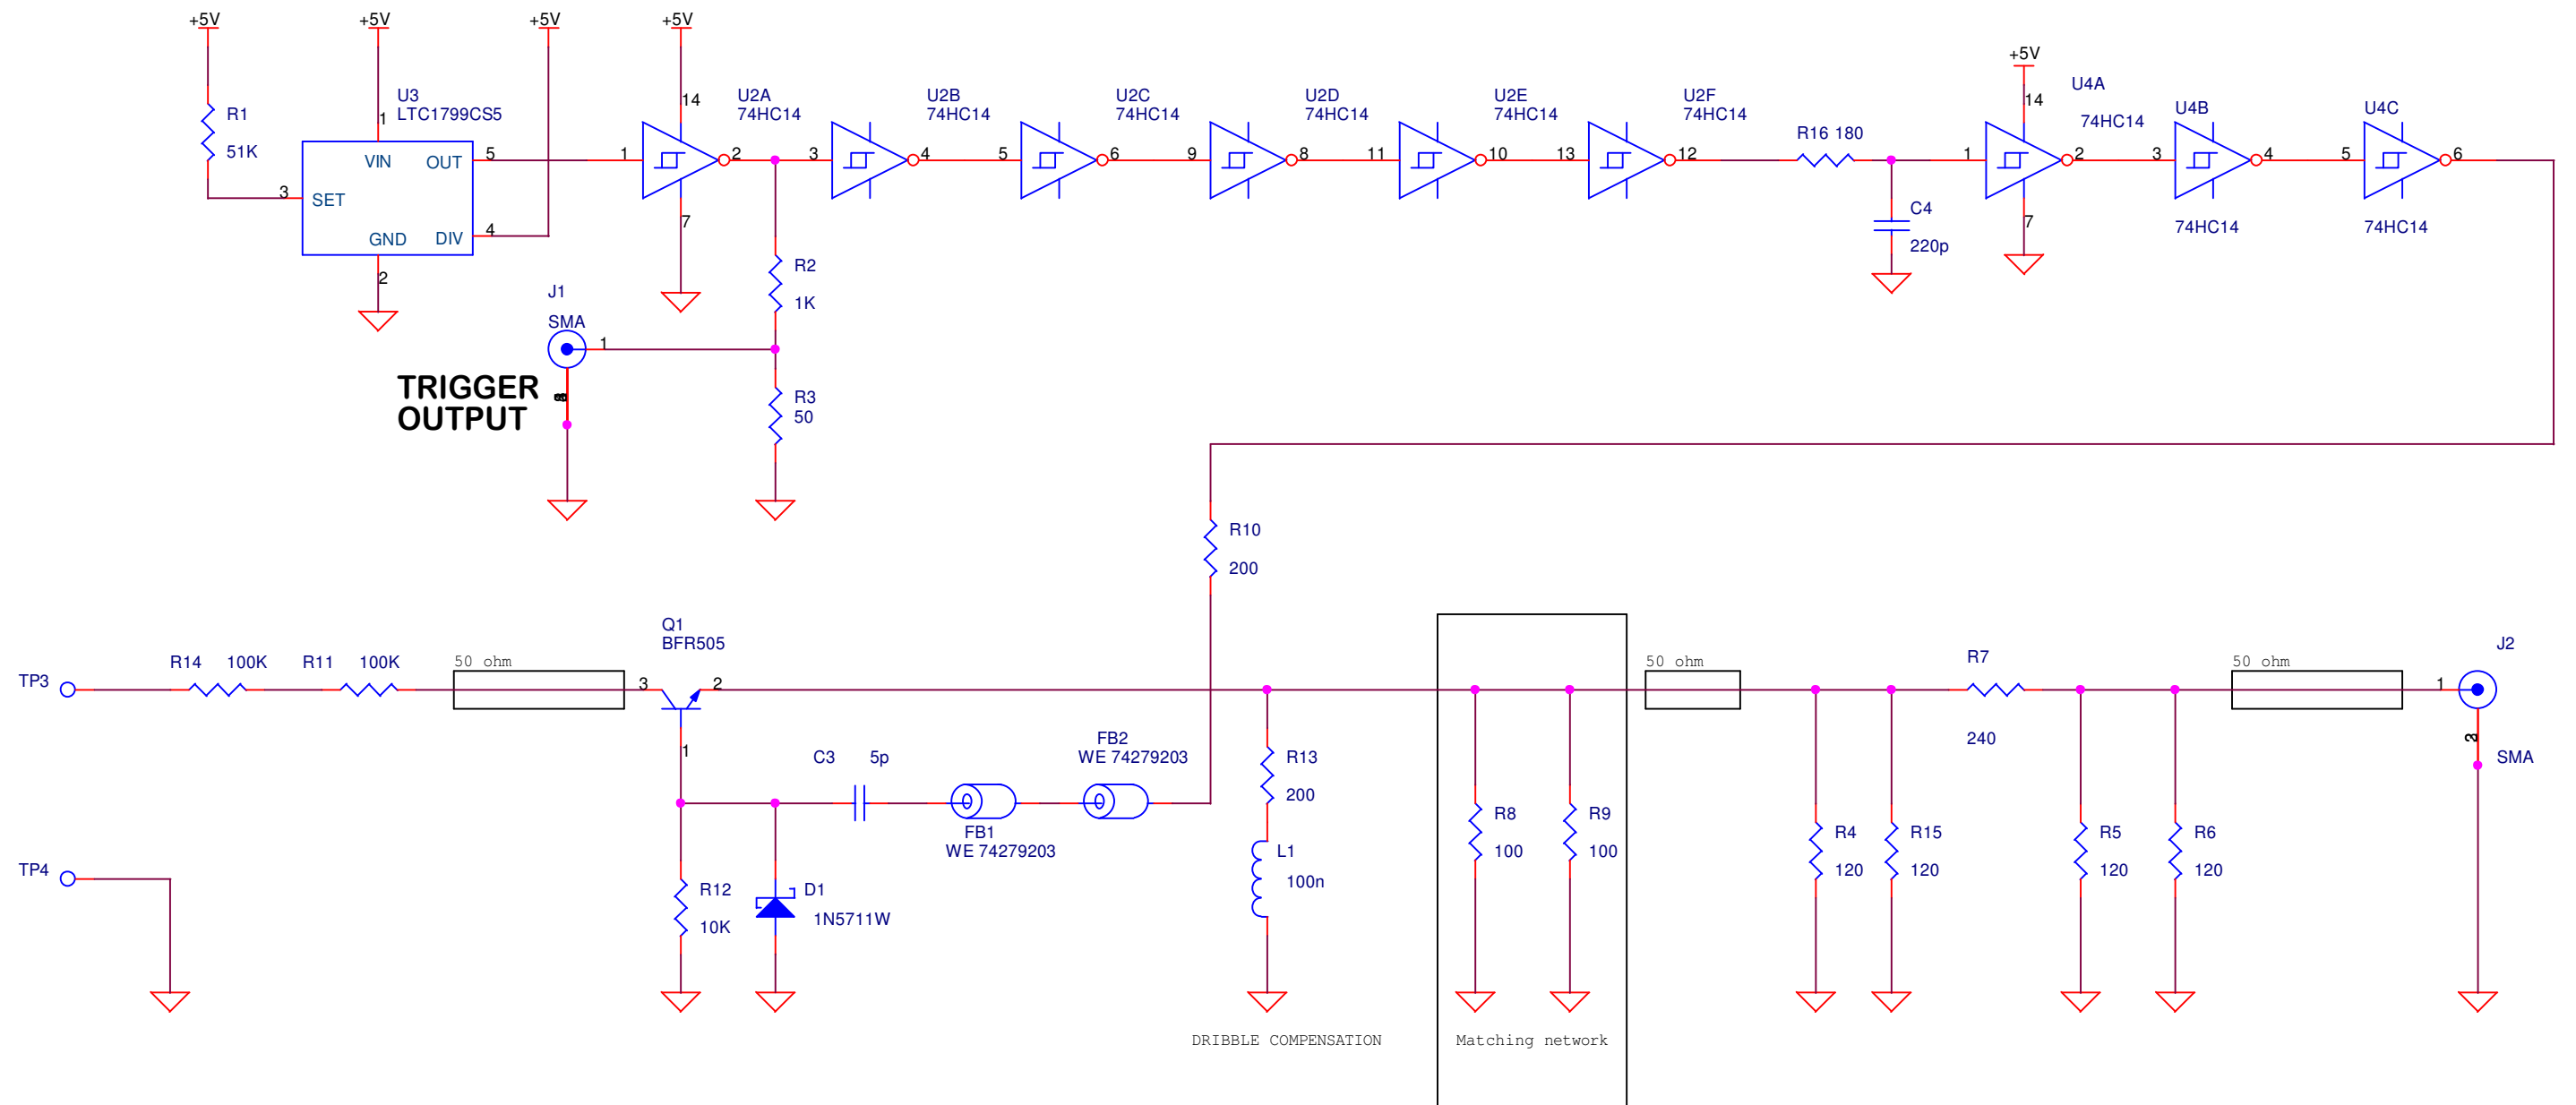 +5V
+5V
+5V
+5V
+5V
R1
51K
U3
LTC1799CS5
1
VIN
OUT
5
3
SET
GND
DIV
4
2
14
U2A
74HC14
1
2
7
U2B
74HC14
3
4
U2C
74HC14
5
6
U2D
74HC14
9
8
U2E
74HC14
11
10
U2F
74HC14
13
12
R16 180
C4
220p
14
U4A
74HC14
1
2
7
U4B
3
4
74HC14
U4C
5
6
74HC14
R2
1K
J1
SMA
1
TRIGGER
OUTPUT
R3
50
R10
200
TP3
R14 100K
R11 100K
50 ohm
Q1
BFR505
3
2
1
C3 5p
FB1
WE 74279203
FB2
WE 74279203
R12
10K
D1
1N5711W
TP4
R13
200
L1
100n
DRIBBLE COMPENSATION
R8
100
R9
100
Matching network
50 ohm
R4
120
R15
120
R7
240
R5
120
R6
120
50 ohm
J2
1
SMA